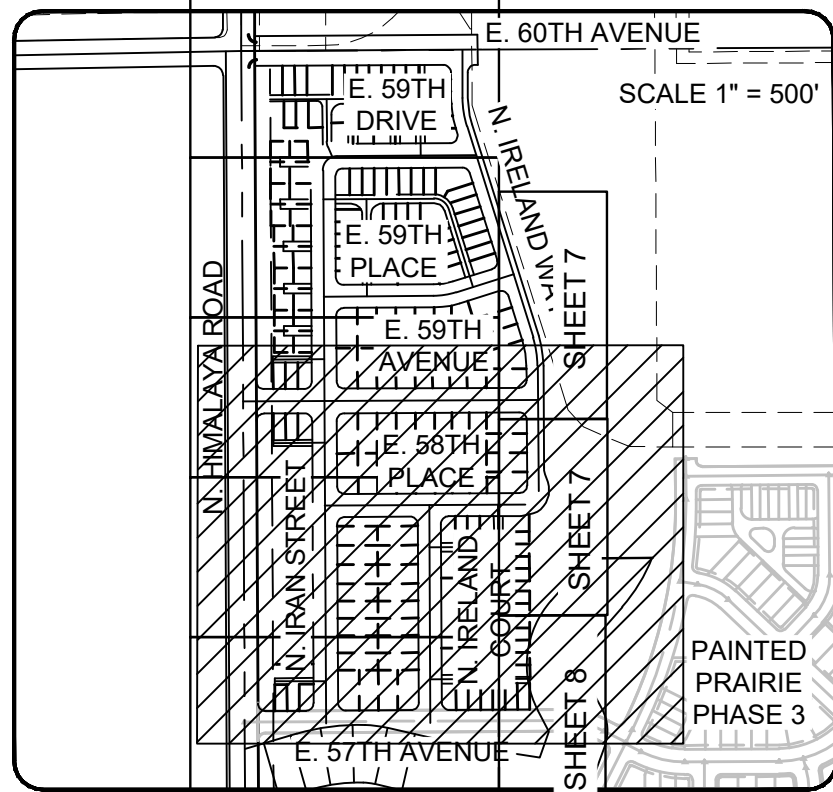 E. 60TH AVENUE
SCALE 1" = 500'
E. 59TH
DRIVE
N. IRELAND WAY
E. 59TH
PLACE
N. HIMALAYA ROAD
SHEET 7
E. 59TH
AVENUE
E. 58TH
PLACE
N. IRAN STREET
N. IRELAND
COURT
SHEET 7
PAINTED
PRAIRIE
PHASE 3
SHEET 8
E. 57TH AVENUE